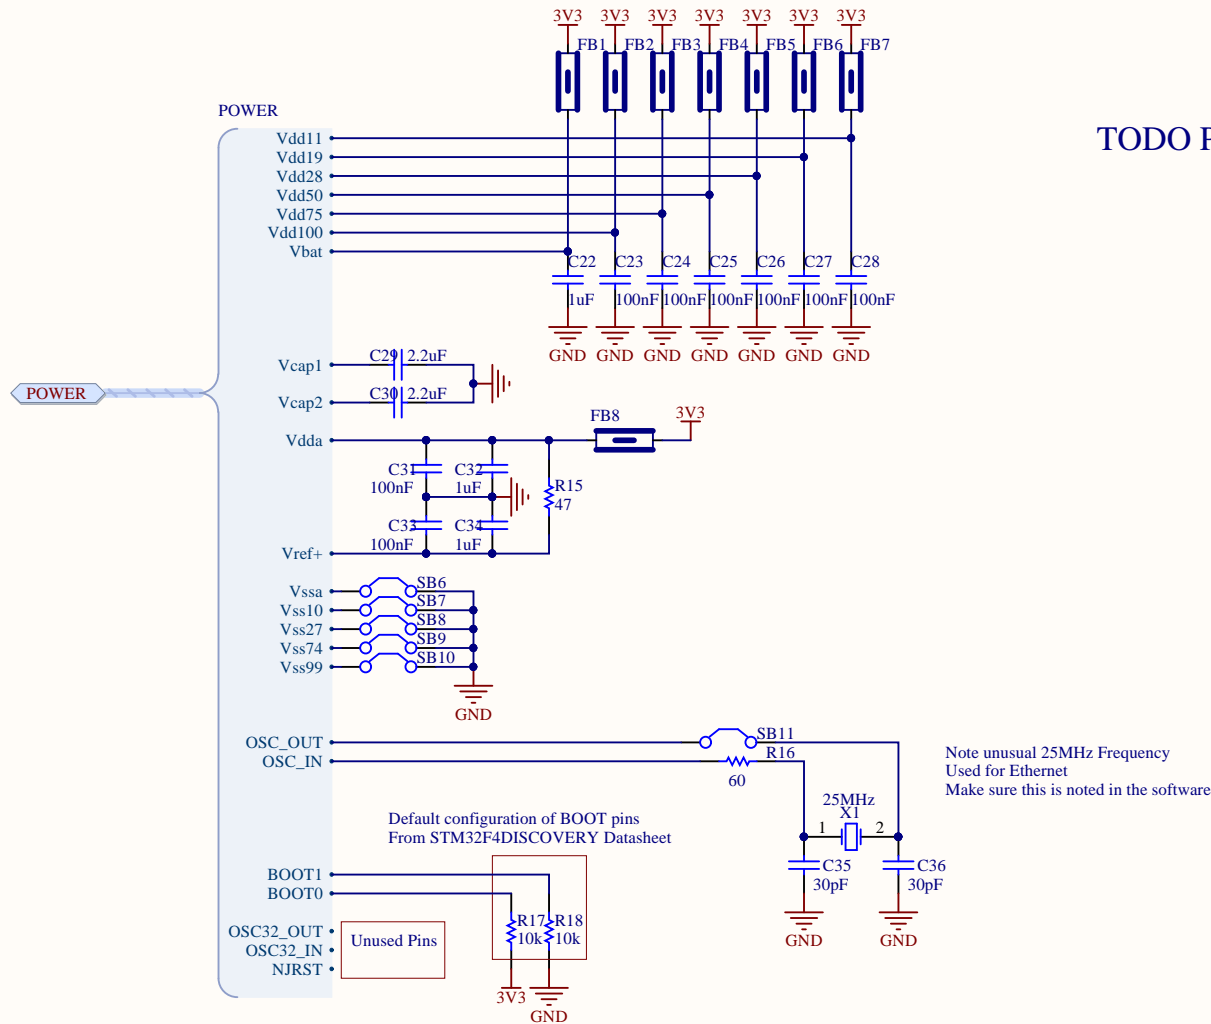 3V3 3V3 3V3 3V3 3V3 3V3 3V3
FB1 FB2 FB3 FB4 FB5 FB6 FB7
POWER
TODO P
Vdd11
Vdd19
Vdd28
Vdd50
Vdd75
Vdd100
Vbat
C22 C23 C24 C25 C26 C27 C28
1uF 100nF 100nF 100nF 100nF 100nF 100nF
GND GND GND GND GND GND GND
Vcap1 C29 2.2uF
POWER
Vcap2 C30 2.2uF
FB8 3V3
Vdda
C31 C32
100nF 1uF
R15
47
C33 C34
100nF 1uF
Vref+
Vssa SB6
Vss10 SB7
Vss27 SB8
Vss74 SB9
Vss99 SB10
GND
OSC_OUT SB11
OSC_IN R16
60
Note unusual 25MHz Frequency
Used for Ethernet
Make sure this is noted in the software
25MHz
X1
1 2
Default configuration of BOOT pins
From STM32F4DISCOVERY Datasheet
C35 C36
30pF 30pF
GND GND
BOOT1
BOOT0
R17 R18
10k 10k
OSC32_OUT
OSC32_IN
NJRST
Unused Pins
3V3
GND